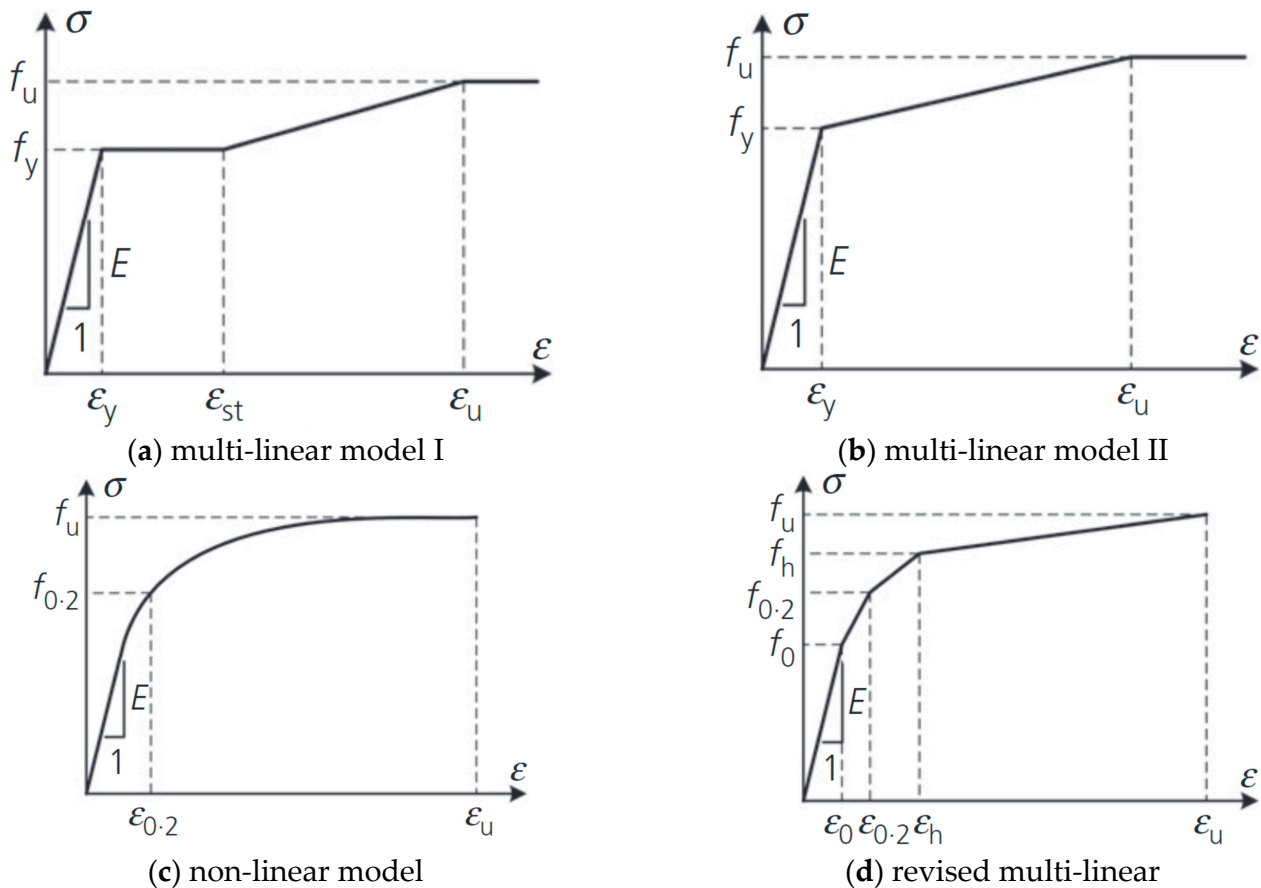 σ
f_u
f_y
E
1
ε
ε_y
ε_st
ε_u
(a) multi-linear model I
σ
f_u
f_y
E
1
ε
ε_y
ε_u
(b) multi-linear model II
σ
f_u
f_0·2
E
1
ε
ε_0·2
ε_u
(c) non-linear model
σ
f_u
f_h
f_0·2
f_0
E
1
ε
ε_0
ε_0·2
ε_h
ε_u
(d) revised multi-linear